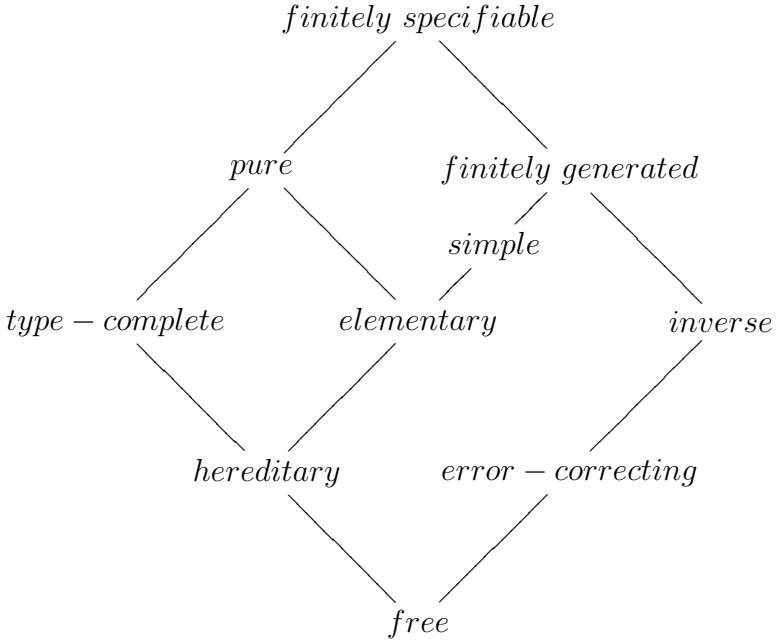 finitely specifiable
pure
finitely generated
simple
type – complete
elementary
inverse
hereditary
error – correcting
free